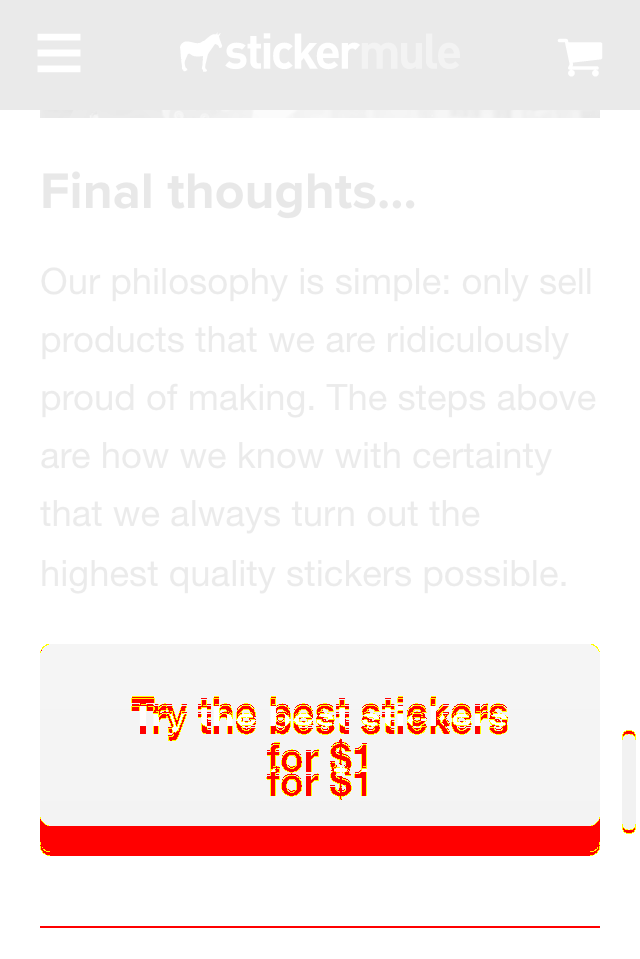 stickermule
Final thoughts...
Our philosophy is simple: only sell
products that we are ridiculously
proud of making. The steps above
are how we know with certainty
that we always turn out the
highest quality stickers possible.
Try the best stickers
for $1
for $1